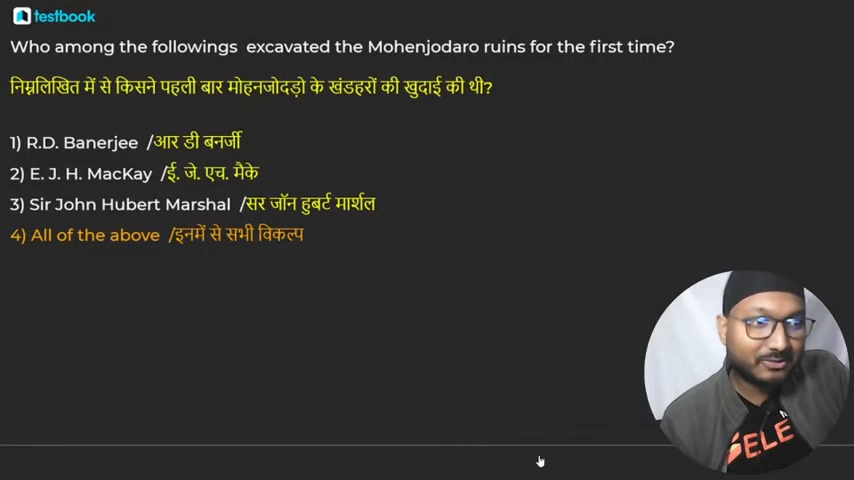 testbook
Who among the followings excavated the Mohenjodaro ruins for the first time?
निम्नलिखित में से किसने पहली बार मोहनजोदड़ो के खंडहरों की खुदाई की थी?
1) R.D. Banerjee /आर डी बनर्जी
2) E. J. H. MacKay /ई. जे. एच. मैके
3) Sir John Hubert Marshal /सर जॉन हुबर्ट मार्शल
4) All of the above /इनमें से सभी विकल्प
SELE